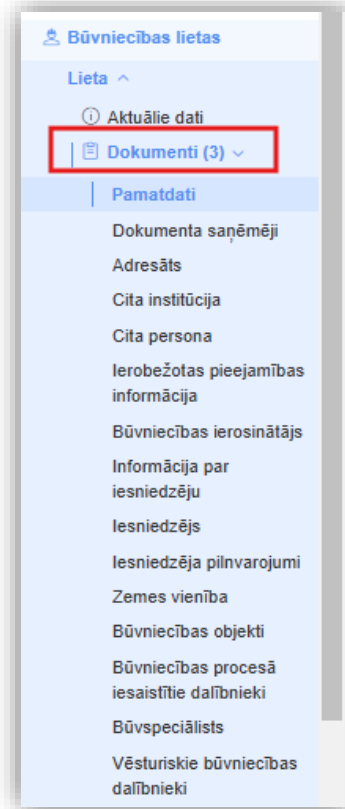 Būvniecības lietas
Lieta
Aktuālie dati
Dokumenti (3)
Pamatdati
Dokumenta saņēmēji
Adresāts
Cita institūcija
Cita persona
Ierobežotas pieejamības
informācija
Būvniecības ierosinātājs
Informācija par
iesniedzēju
Iesniedzējs
Iesniedzēja pilnvarojumi
Zemes vienība
Būvniecības objekti
Būvniecības procesā
iesaistītie dalībnieki
Būvspeciālists
Vēsturiskie būvniecības
dalībnieki